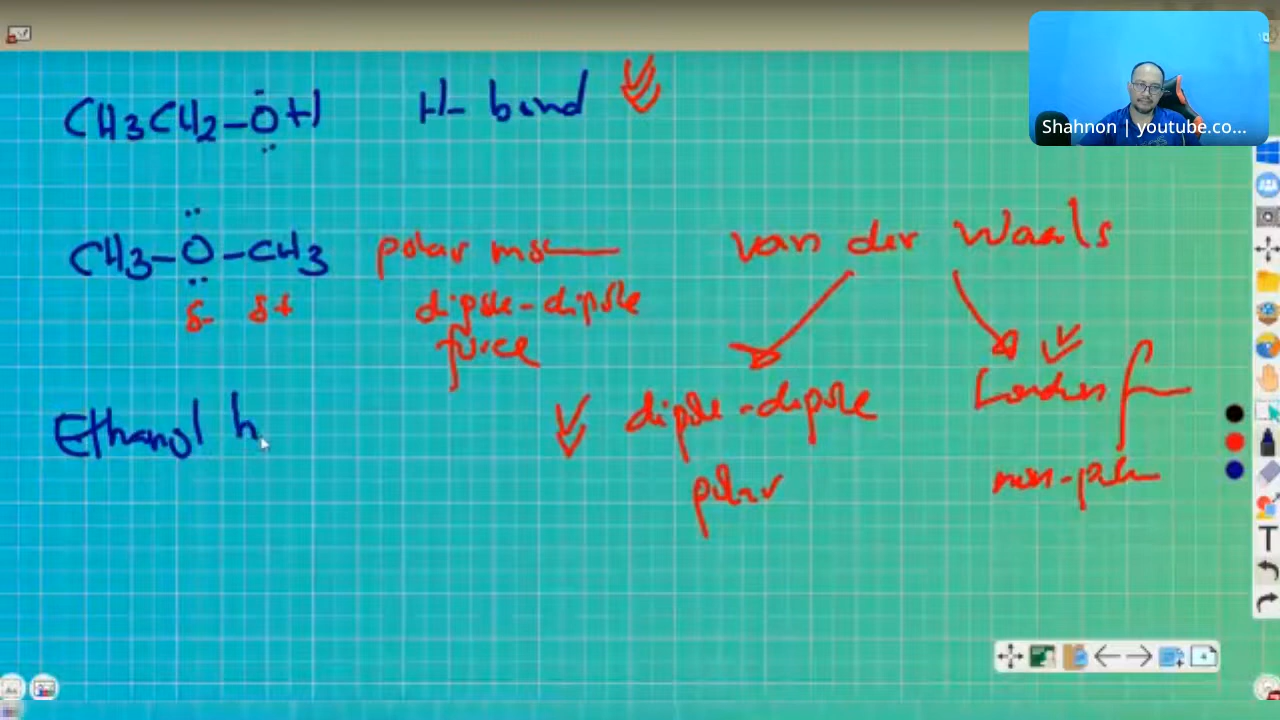 CH3CH2-OH H- bond
Shahnon | youtube.co...
CH3-O-CH3 polar
δ- δ+
dipole-dipole
force
van der Waals
dipole-dipole
polar
London f
non-polar
Ethanol h
T